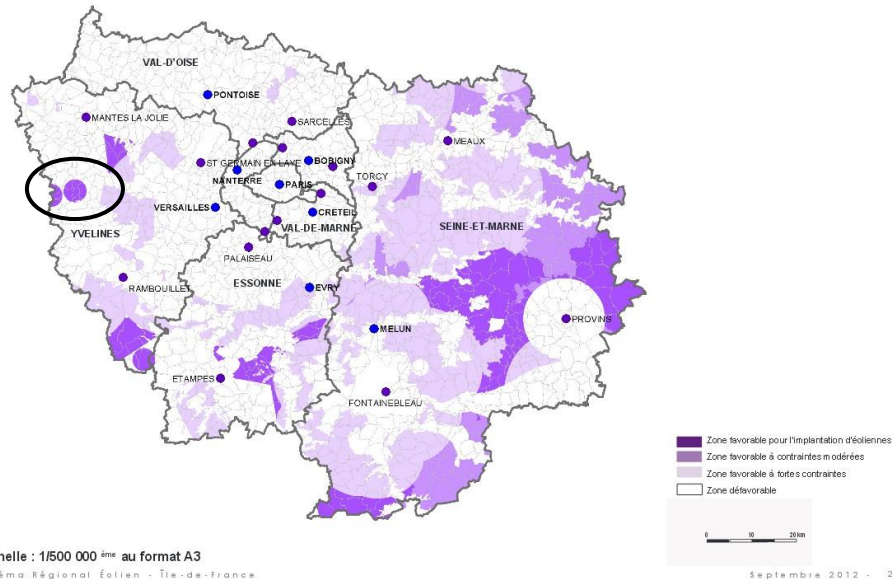 VAL-D'OISE
PONTOISE
MANTES LA JOLIE
SARCELLES
MEAUX
ST GERMAIN EN LAYE
BOBIGNY
NANTERRE
PARIS
TORCY
VERSAILLES
CRETEIL
VAL-DE-MARNE
SEINE-ET-MARNE
YVELINES
PALAISEAU
ESSONNE
RAMBOUILLET
EVRY
PROVINS
MELUN
ETAMPES
FONTAINEBLEAU
Zone favorable pour l'implantation d'éoliennes
Zone favorable à contraintes modérées
Zone favorable à fortes contraintes
Zone défavorable
0 10 20 km
helle : 1/500 000 ème au format A3
éma Régional Éolien - Île-de-France
Septembre 2012 - 2